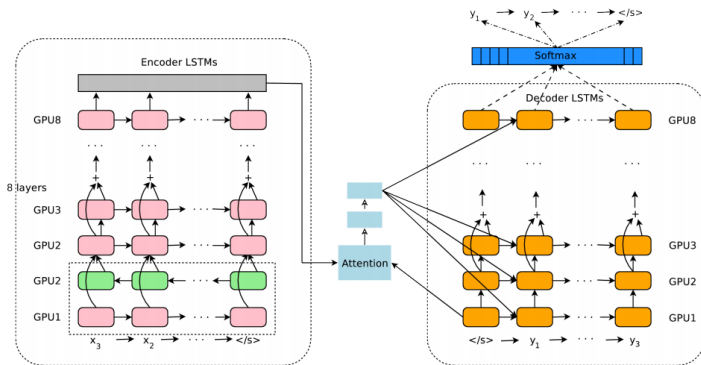 y1 y2 · · · </s>
Softmax
Encoder LSTMs
Decoder LSTMs
GPU8 · · · · · · GPU8
· · · · · · · · · · · ·
+ + +
8 layers
+ +
GPU3 · · · · · · GPU3
GPU2 · · · · · · GPU2
Attention
GPU2 · · ·
GPU1 · · · · · · GPU1
x3 x2 · · · </s>
</s> y1 · · · y3